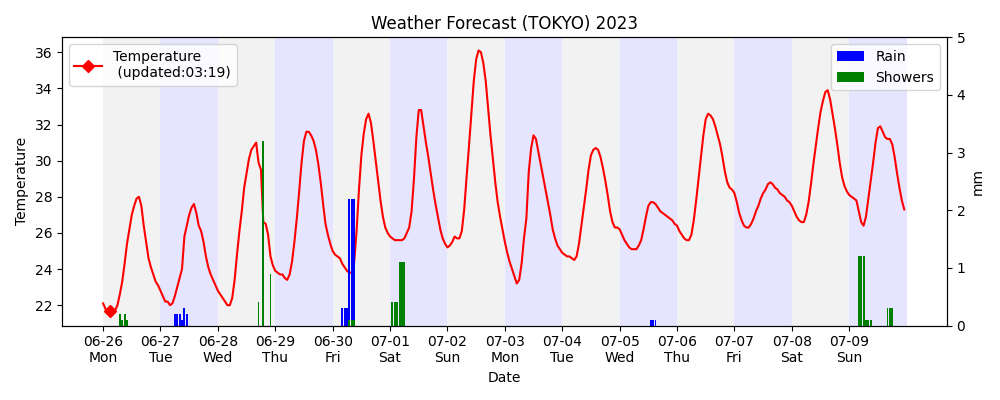 Weather Forecast (TOKYO) 2023
Temperature
(updated:03:19)
Rain
Showers
Temperature
36
34
32
30
28
26
24
22
5
4
3
2
1
0
mm
06-26 06-27 06-28 06-29 06-30 07-01 07-02 07-03 07-04 07-05 07-06 07-07 07-08 07-09
Mon Tue Wed Thu Fri Sat Sun Mon Tue Wed Thu Fri Sat Sun
Date